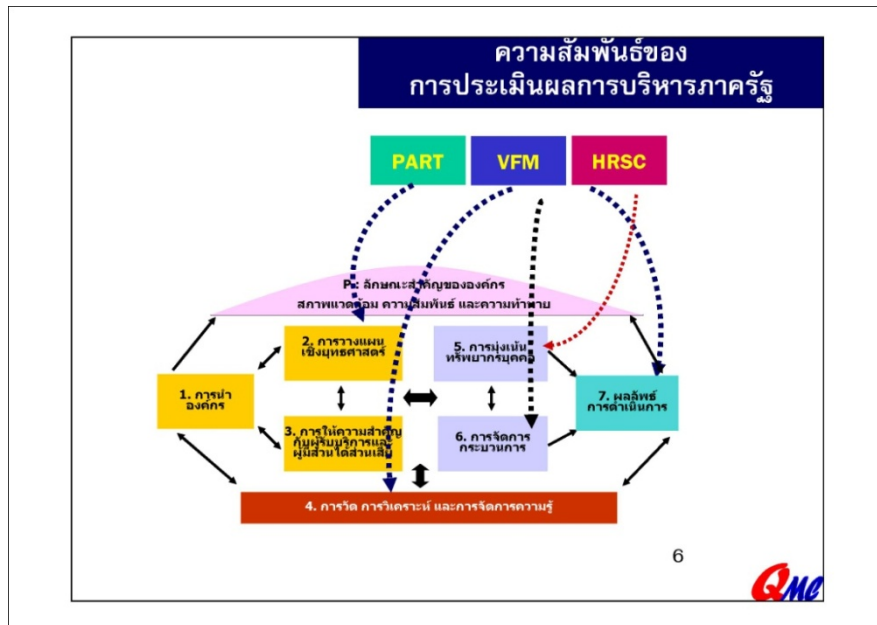 ความสัมพันธ์ของ
การประเมินผลการบริหารภาครัฐ
PART
VFM
HRSC
P : ลักษณะสำคัญขององค์กร
สภาพแวดล้อม ความสัมพันธ์ และความท้าทาย
2. การวางแผน
เชิงยุทธศาสตร์
5. การมุ่งเน้น
ทรัพยากรบุคคล
1. การนำ
องค์กร
7. ผลลัพธ์
การดำเนินการ
3. การให้ความสำคัญ
กับผู้รับบริการและ
ผู้มีส่วนได้ส่วนเสีย
6. การจัดการ
กระบวนการ
4. การวัด การวิเคราะห์ และการจัดการความรู้
6
QMC